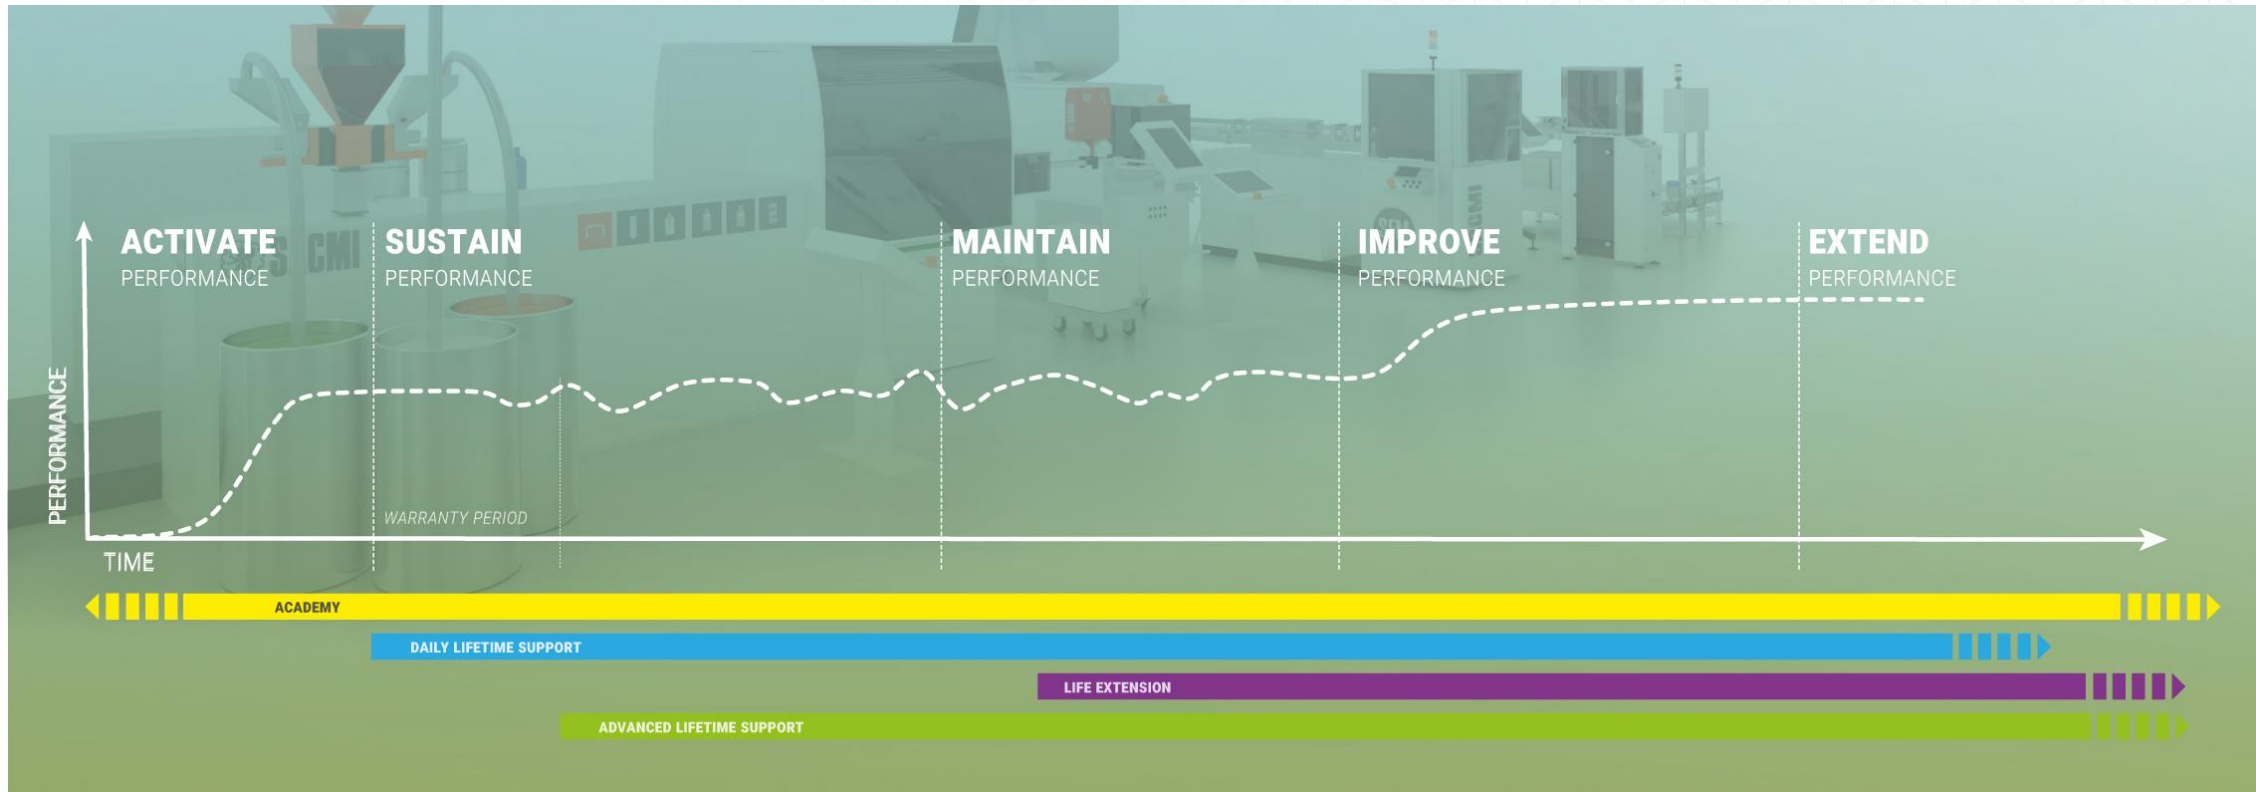 ACTIVATE
PERFORMANCE
SUSTAIN
PERFORMANCE
MAINTAIN
PERFORMANCE
IMPROVE
PERFORMANCE
EXTEND
PERFORMANCE
PERFORMANCE
WARRANTY PERIOD
TIME
ACADEMY
DAILY LIFETIME SUPPORT
LIFE EXTENSION
ADVANCED LIFETIME SUPPORT